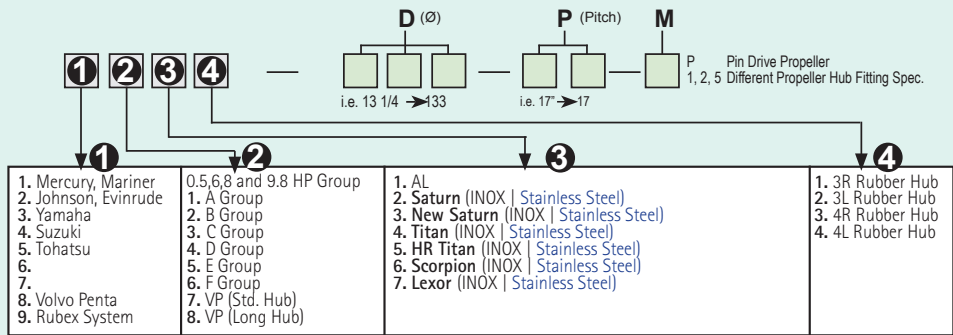 D (Ø) P (Pitch) M
1 2 3 4 — — —
P Pin Drive Propeller
1, 2, 5 Different Propeller Hub Fitting Spec.
i.e. 13 1/4 → 133 i.e. 17" → 17
1
1. Mercury, Mariner
2. Johnson, Evinrude
3. Yamaha
4. Suzuki
5. Tohatsu
6.
7.
8. Volvo Penta
9. Rubex System
2
0.5,6,8 and 9.8 HP Group
1. A Group
2. B Group
3. C Group
4. D Group
5. E Group
6. F Group
7. VP (Std. Hub)
8. VP (Long Hub)
3
1. AL
2. Saturn (INOX | Stainless Steel)
3. New Saturn (INOX | Stainless Steel)
4. Titan (INOX | Stainless Steel)
5. HR Titan (INOX | Stainless Steel)
6. Scorpion (INOX | Stainless Steel)
7. Lexor (INOX | Stainless Steel)
4
1. 3R Rubber Hub
2. 3L Rubber Hub
3. 4R Rubber Hub
4. 4L Rubber Hub